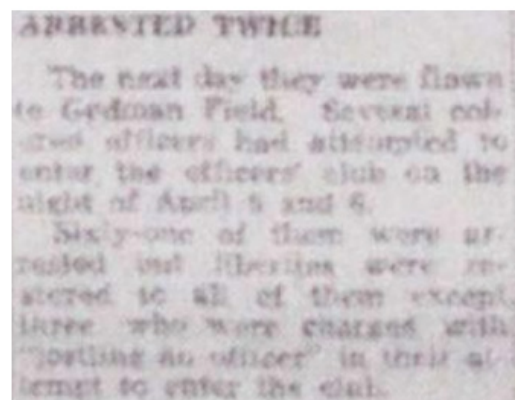 ARRESTED TWICE
The next day they were flown
to Godman Field. Several col-
ored officers had attempted to
enter the officers' club on the
night of April 5 and 6.
Sixty-one of them were ar-
rested but liberties were re-
stored to all of them except
three who were charged with
"jostling an officer" in their at-
tempt to enter the club.